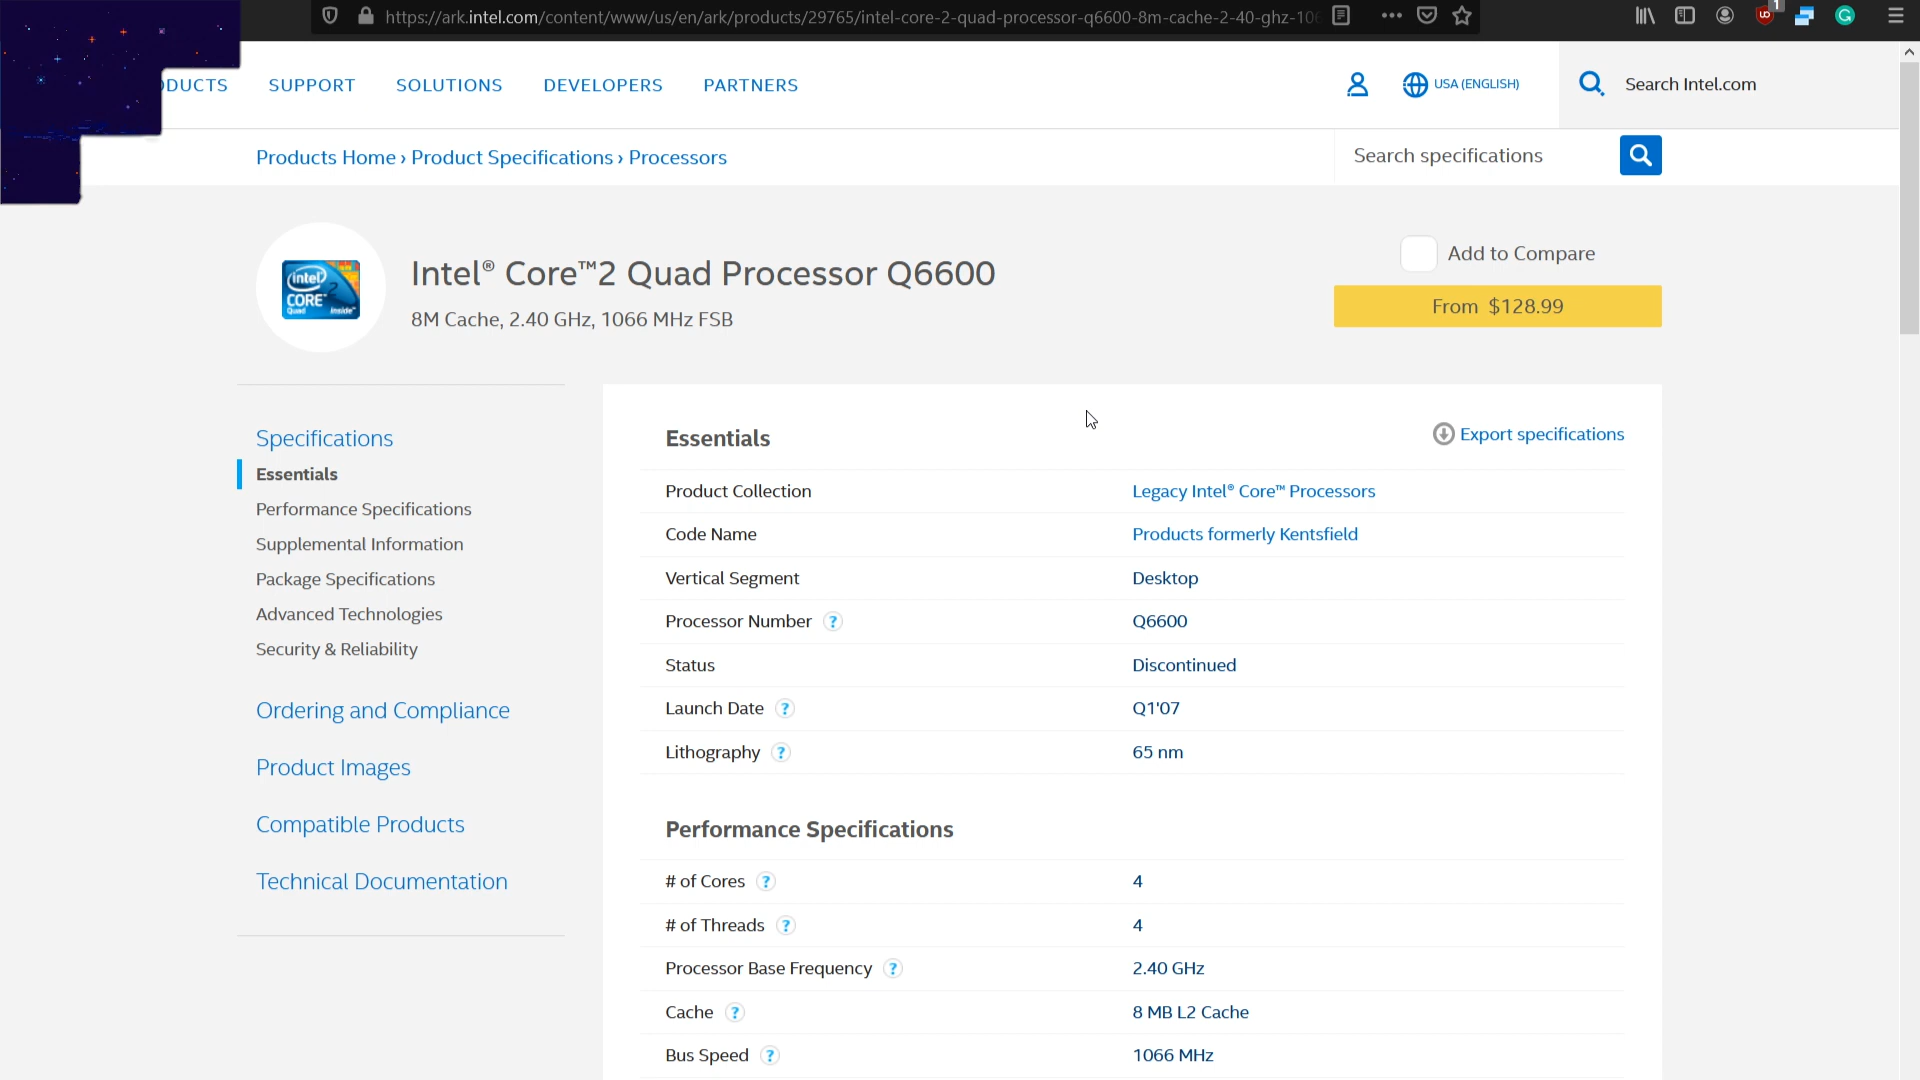 https://ark.intel.com/content/www/us/en/ark/products/29765/intel-core-2-quad-processor-q6600-8m-cache-2-40-ghz-106
1
DUCTS SUPPORT SOLUTIONS DEVELOPERS PARTNERS USA (ENGLISH) Search Intel.com
Products Home › Product Specifications › Processors Search specifications
Intel® Core™2 Quad Processor Q6600
8M Cache, 2.40 GHz, 1066 MHz FSB
intel
CORE 2
Quad inside™
Add to Compare
From $128.99
Specifications
Essentials
Performance Specifications
Supplemental Information
Package Specifications
Advanced Technologies
Security & Reliability
Ordering and Compliance
Product Images
Compatible Products
Technical Documentation
Essentials Export specifications
Product Collection Legacy Intel® Core™ Processors
Code Name Products formerly Kentsfield
Vertical Segment Desktop
Processor Number ? Q6600
Status Discontinued
Launch Date ? Q1'07
Lithography ? 65 nm
Performance Specifications
# of Cores ? 4
# of Threads ? 4
Processor Base Frequency ? 2.40 GHz
Cache ? 8 MB L2 Cache
Bus Speed ? 1066 MHz